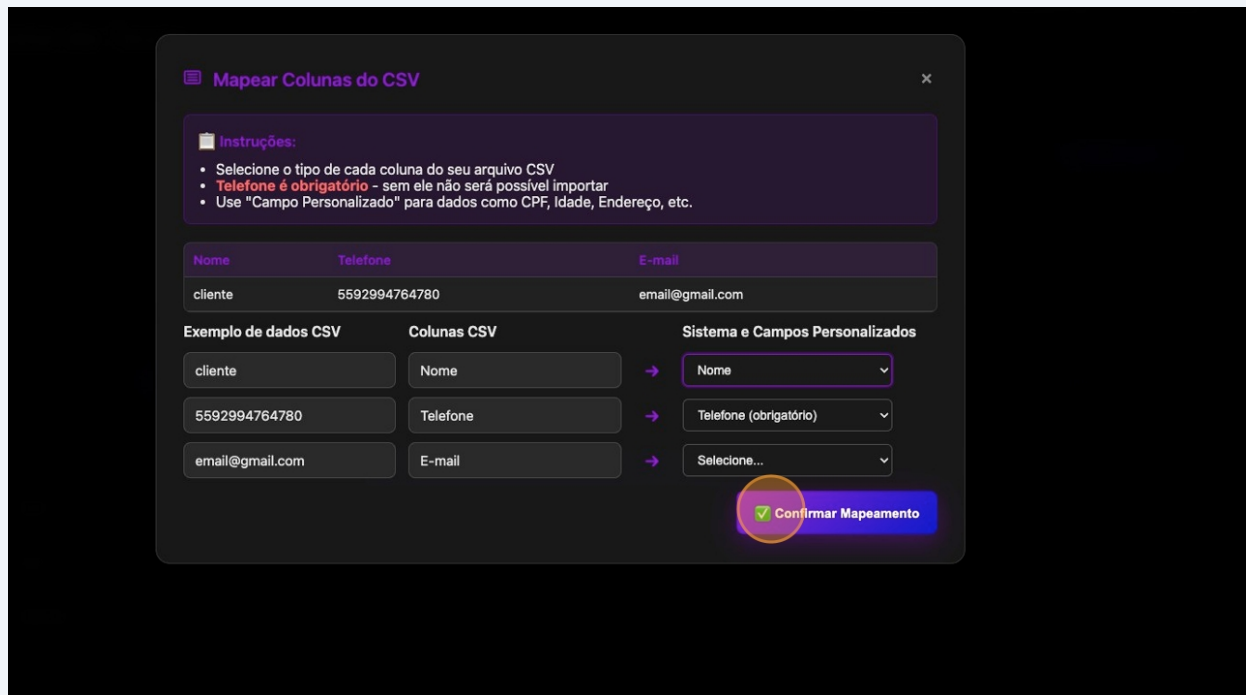 Mapear Colunas do CSV
×
📋 Instruções:
• Selecione o tipo de cada coluna do seu arquivo CSV
• Telefone é obrigatório - sem ele não será possível importar
• Use "Campo Personalizado" para dados como CPF, Idade, Endereço, etc.
Nome Telefone E-mail
cliente 5592994764780 email@gmail.com
Exemplo de dados CSV Colunas CSV Sistema e Campos Personalizados
cliente Nome → Nome
5592994764780 Telefone → Telefone (obrigatório)
email@gmail.com E-mail → Selecione...
✅ Confirmar Mapeamento